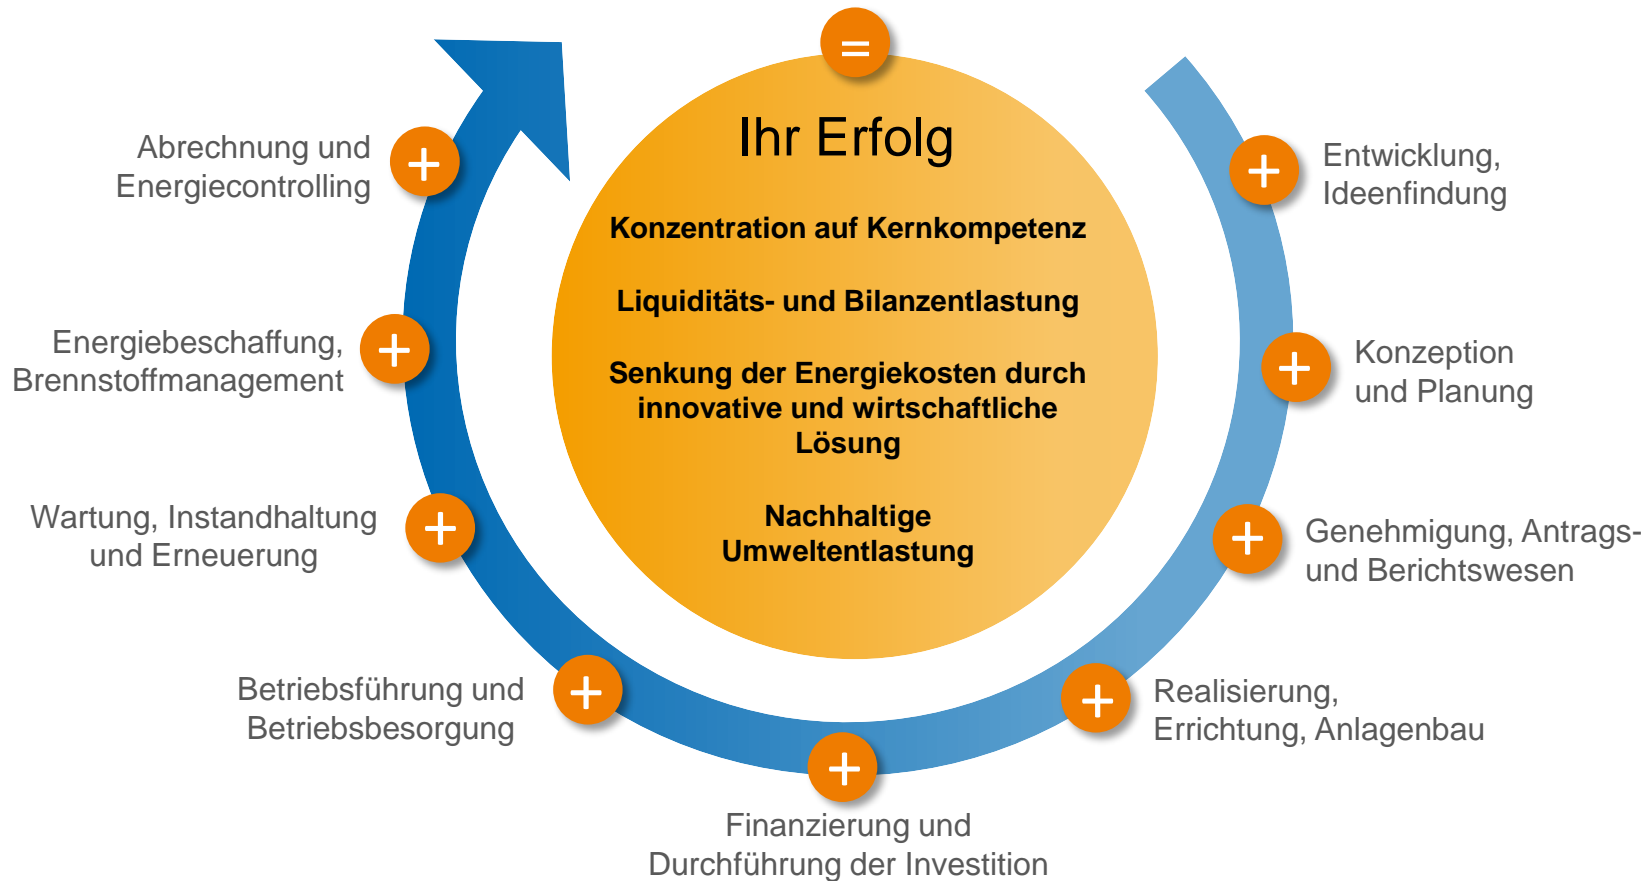 =
Ihr Erfolg
Konzentration auf Kernkompetenz
Liquiditäts- und Bilanzentlastung
Senkung der Energiekosten durch
innovative und wirtschaftliche
Lösung
Nachhaltige
Umweltentlastung
+
Entwicklung,
Ideenfindung
+
Konzeption
und Planung
+
Genehmigung, Antrags-
und Berichtswesen
+
Realisierung,
Errichtung, Anlagenbau
+
Finanzierung und
Durchführung der Investition
+
Betriebsführung und
Betriebsbesorgung
+
Wartung, Instandhaltung
und Erneuerung
+
Energiebeschaffung,
Brennstoffmanagement
+
Abrechnung und
Energiecontrolling